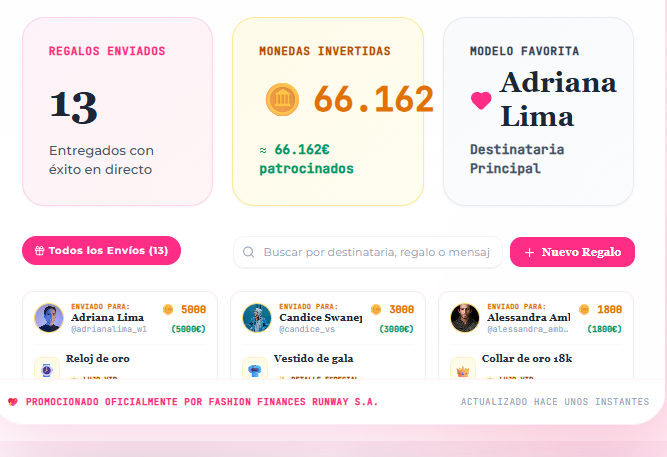 REGALOS ENVIADOS
13
Entregados con
éxito en directo
MONEDAS INVERTIDAS
66.162
≈ 66.162€
patrocinados
MODELO FAVORITA
Adriana
Lima
Destinataria
Principal
Todos los Envíos (13)
Buscar por destinataria, regalo o mensaj
+ Nuevo Regalo
ENVIADO PARA:
Adriana Lima
@adrianalima_wl
5000
(5000€)
Reloj de oro
ENVIADO PARA:
Candice Swanep
@candice_vs
3000
(3000€)
Vestido de gala
ENVIADO PARA:
Alessandra Aml
@alessandra_amb…
1800
(1800€)
Collar de oro 18k
PROMOCIONADO OFICIALMENTE POR FASHION FINANCES RUNWAY S.A.
ACTUALIZADO HACE UNOS INSTANTES